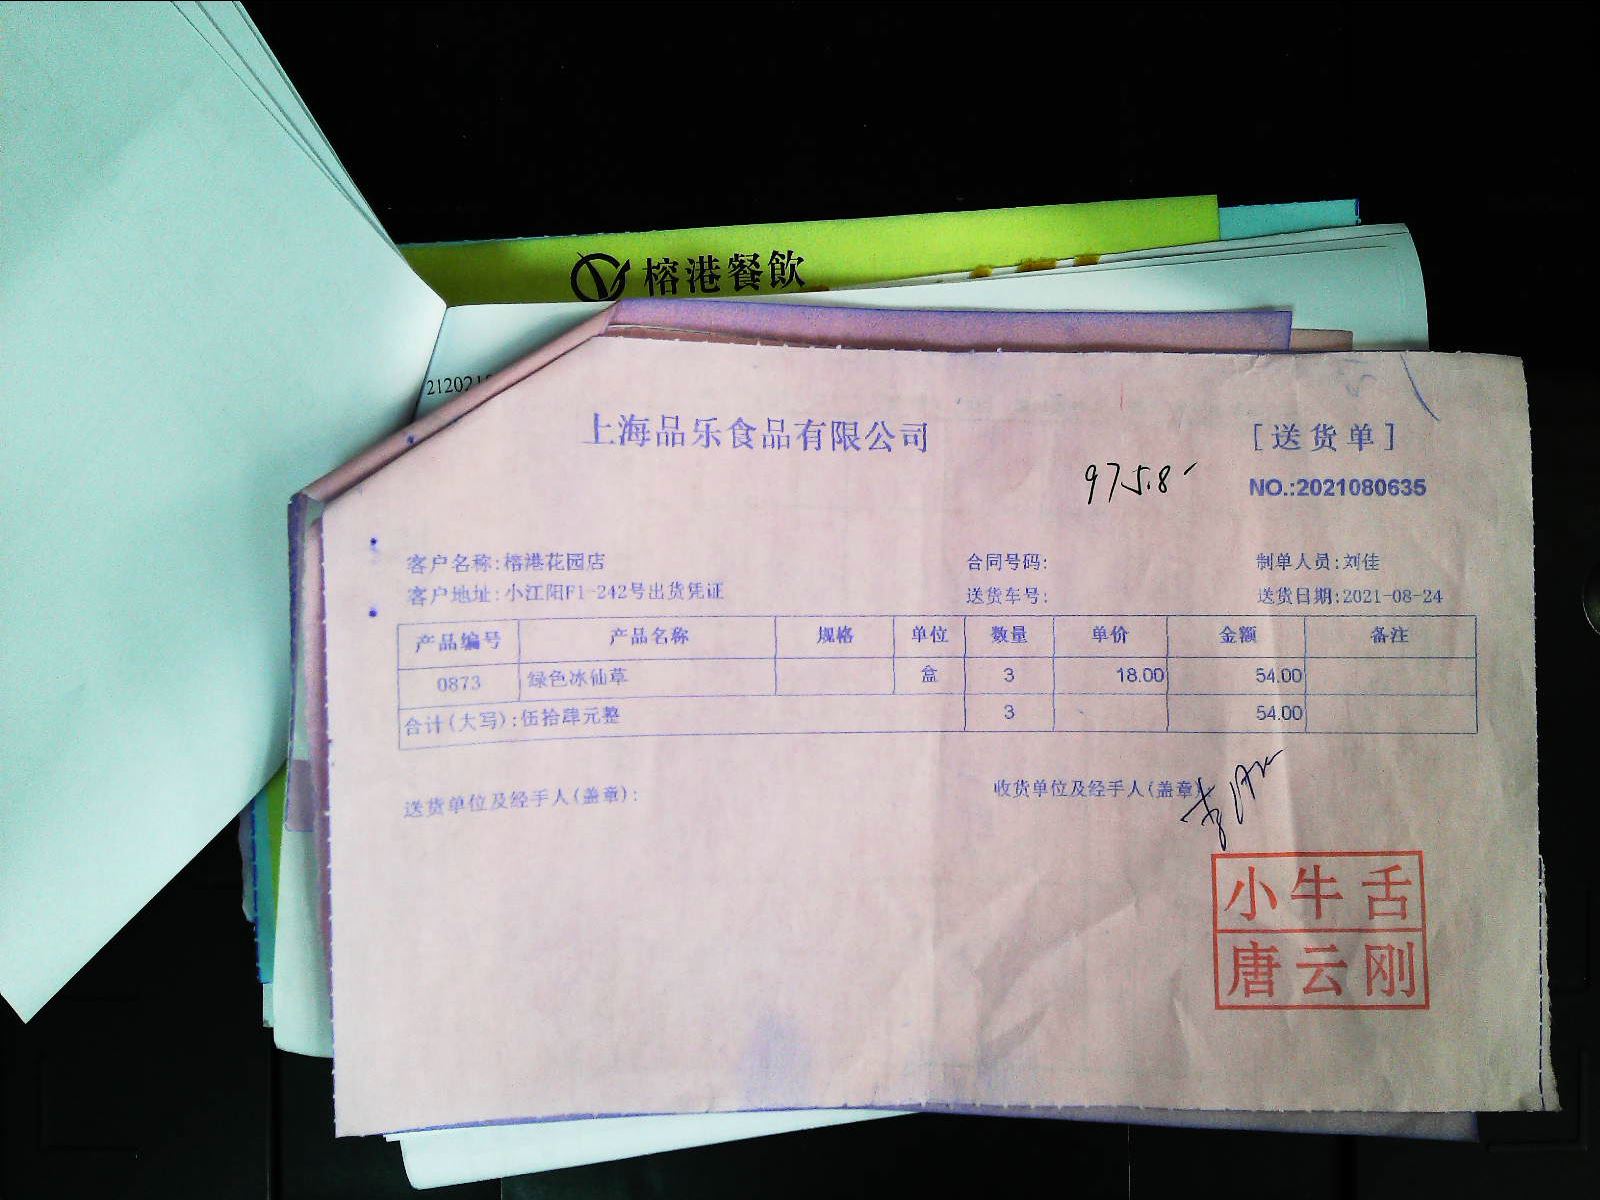 榕港餐飲
212021
上海品乐食品有限公司
[送货单]
975.8
NO.:2021080635
客户名称:榕港花园店 合同号码: 制单人员:刘佳
客户地址:小江阳F1-242号出货凭证 送货车号: 送货日期:2021-08-24
产品编号 产品名称 规格 单位 数量 单价 金额 备注
0873 绿色冰仙草 盒 3 18.00 54.00
合计(大写):伍拾肆元整 3 54.00
送货单位及经手人(盖章): 收货单位及经手人(盖章)
小牛舌
唐云刚